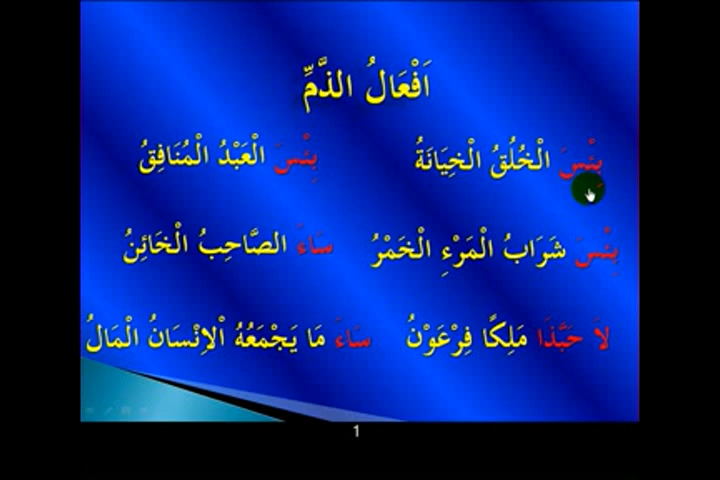 اَفْعَالُ الذَّمِّ
بِئْسَ الْخُلُقُ الْخِيَانَةُ بِئْسَ الْعَبْدُ الْمُنَافِقُ
بِئْسَ شَرَابُ الْمَرْءِ الْخَمْرُ سَاءَ الصَّاحِبُ الْخَائِنُ
لاَ حَبَّذَا مَلِكًا فِرْعَوْنُ سَاءَ مَا يَجْمَعُهُ اْلاِنْسَانُ الْمَالُ
1